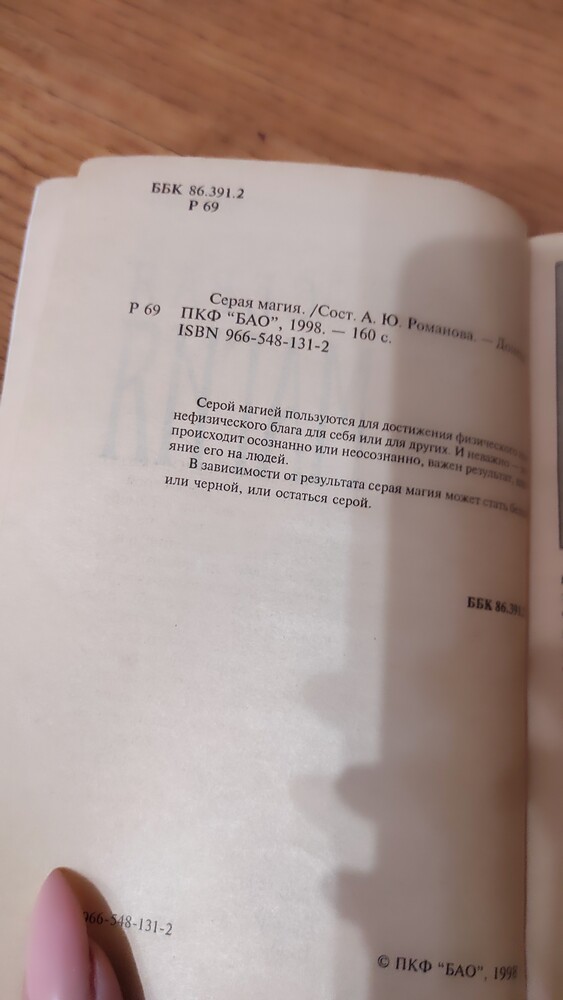 ББК 86.391.2
Р 69
Серая магия. /Сост. А. Ю. Романова. —
Р 69 ПКФ "БАО", 1998. — 160 с.
ISBN 966-548-131-2
Серой магией пользуются для достижения физического
нефизического блага для себя или для других. И неважно —
происходит осознанно или неосознанно, важен результат,
яние его на людей.
В зависимости от результата серая магия может стать
или черной, или остаться серой.
ББК 86.391
966-548-131-2
© ПКФ "БАО", 1998